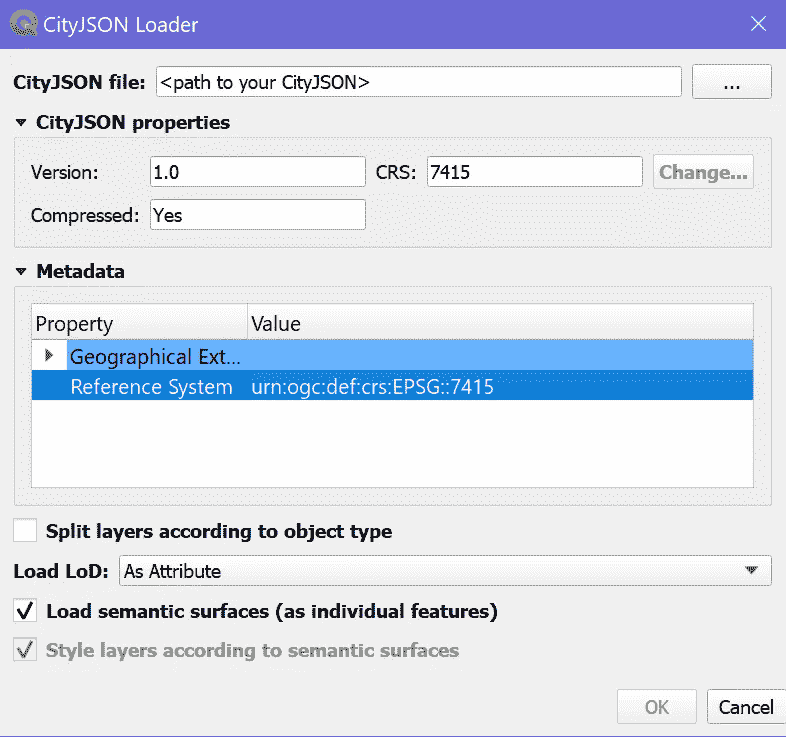 CityJSON Loader
CityJSON file: <path to your CityJSON> ...
CityJSON properties
Version: 1.0 CRS: 7415 Change...
Compressed: Yes
Metadata
Property Value
Geographical Ext...
Reference System urn:ogc:def:crs:EPSG::7415
Split layers according to object type
Load LoD: As Attribute
Load semantic surfaces (as individual features)
Style layers according to semantic surfaces
OK Cancel